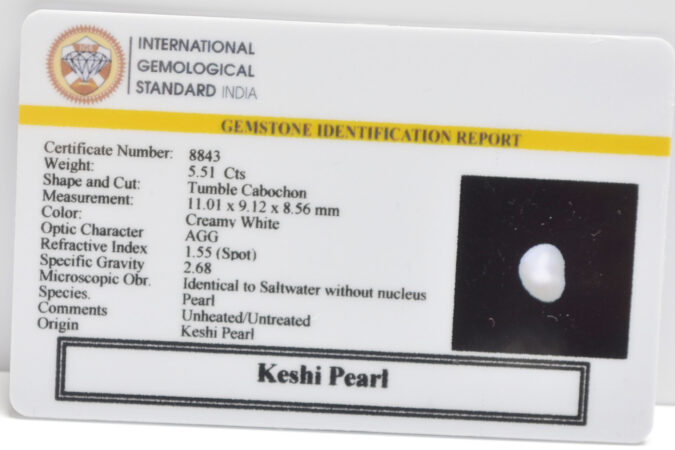 INTERNATIONAL
GEMOLOGICAL
STANDARD INDIA
GEMSTONE IDENTIFICATION REPORT
Certificate Number: 8843
Weight: 5.51 Cts
Shape and Cut: Tumble Cabochon
Measurement: 11.01 x 9.12 x 8.56 mm
Color: Creamy White
Optic Character AGG
Refractive Index 1.55 (Spot)
Specific Gravity 2.68
Microscopic Obr. Identical to Saltwater without nucleus
Species. Pearl
Comments Unheated/Untreated
Origin Keshi Pearl
Keshi Pearl